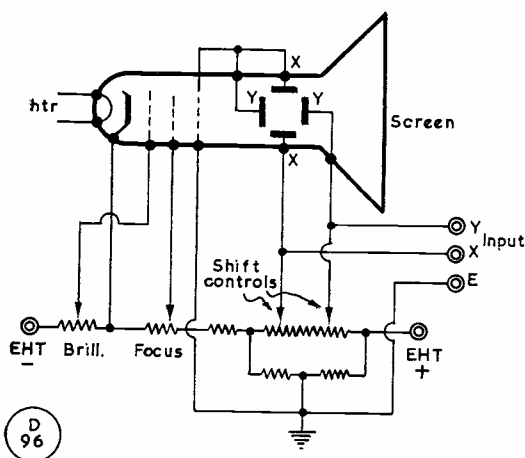 htr
X
Y
Y
X
Screen
Y
Input
X
E
Shift
controls
EHT
−
Brill.
Focus
EHT
+
D
96